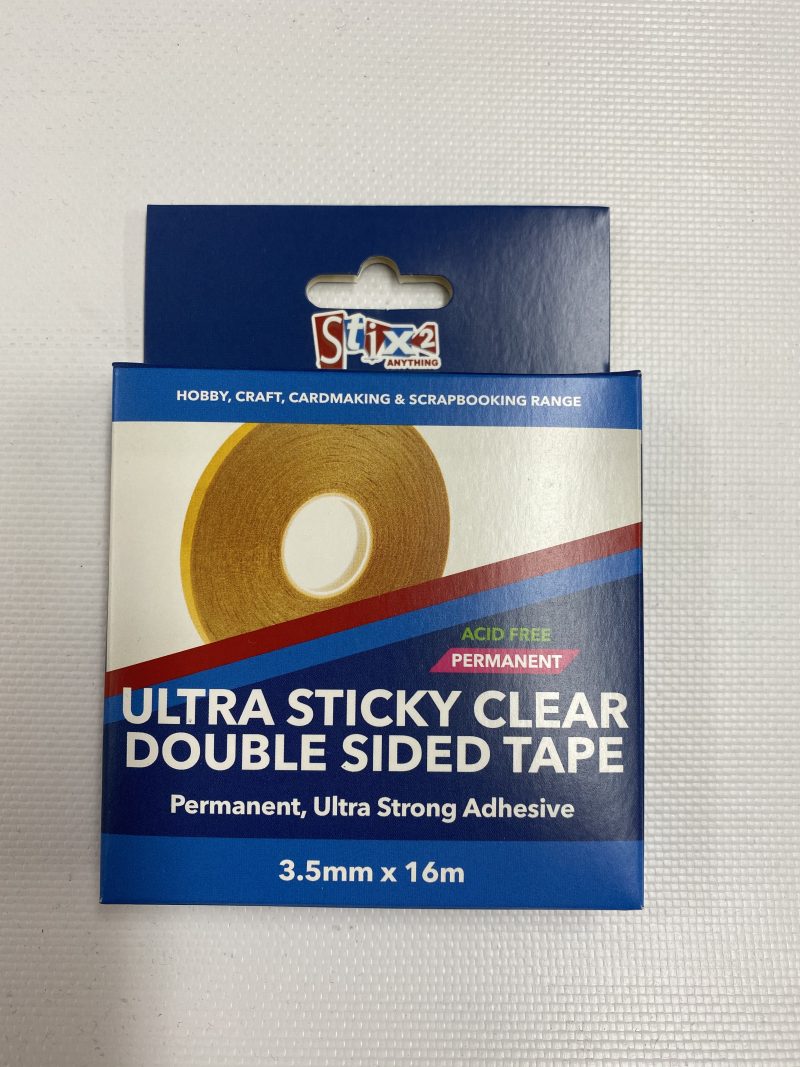 Stix2
ANYTHING
HOBBY, CRAFT, CARDMAKING & SCRAPBOOKING RANGE
ACID FREE
PERMANENT
ULTRA STICKY CLEAR
DOUBLE SIDED TAPE
Permanent, Ultra Strong Adhesive
3.5mm x 16m